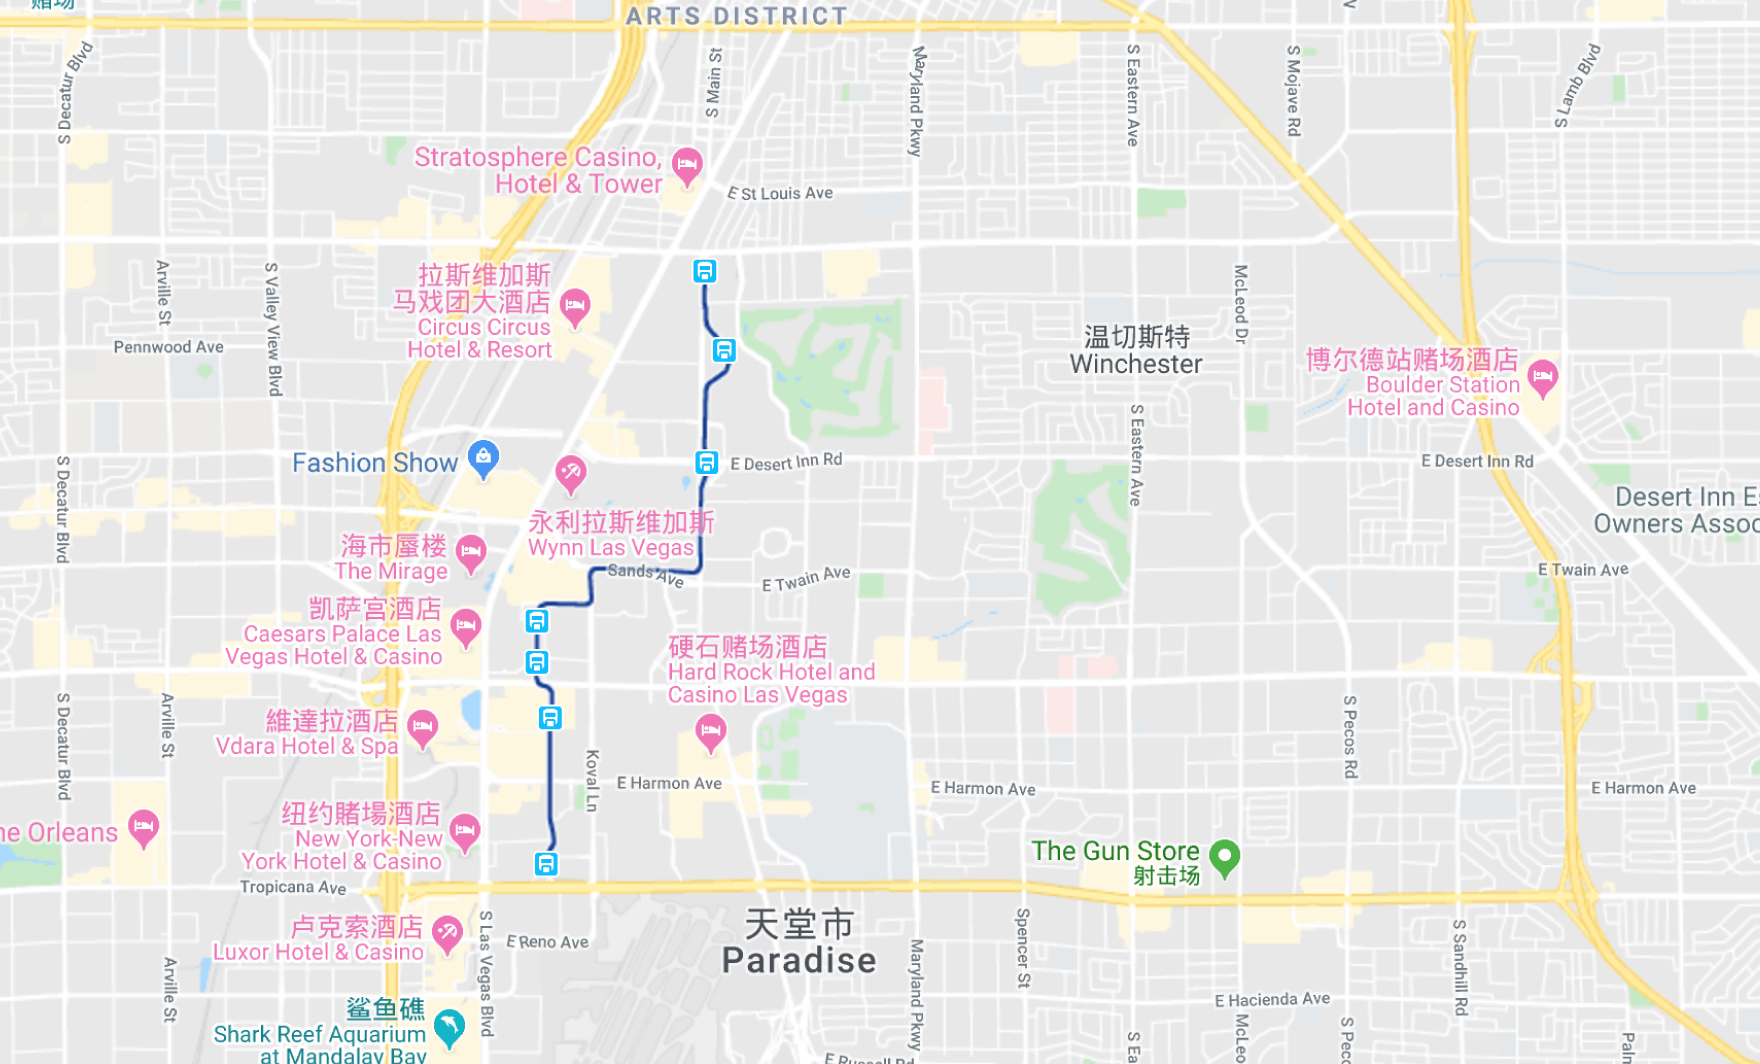 赌场
ARTS DISTRICT
S Decatur Blvd
S Main St
Maryland Pkwy
S Eastern Ave
S Mojave Rd
S Lamb Blvd
Stratosphere Casino,
Hotel & Tower
E St Louis Ave
Arville St
S Valley View Blvd
拉斯维加斯
马戏团大酒店
Circus Circus
Hotel & Resort
Pennwood Ave
McLeod Dr
温切斯特
Winchester
博尔德站赌场酒店
Boulder Station
Hotel and Casino
S Eastern Ave
Fashion Show
E Desert Inn Rd
E Desert Inn Rd
S Decatur Blvd
Desert Inn E
Owners Assoc
永利拉斯维加斯
Wynn Las Vegas
海市蜃楼
The Mirage
Sands Ave
E Twain Ave
E Twain Ave
凯萨宫酒店
Caesars Palace Las
Vegas Hotel & Casino
硬石赌场酒店
Hard Rock Hotel and
Casino Las Vegas
S Decatur Blvd
Arville St
維達拉酒店
Vdara Hotel & Spa
S Pecos Rd
Koval Ln
E Harmon Ave
E Harmon Ave
E Harmon Ave
纽约賭場酒店
New York-New
York Hotel & Casino
he Orleans
The Gun Store
射击场
Tropicana Ave
卢克索酒店
Luxor Hotel & Casino
S Las Vegas Blvd
E Reno Ave
天堂市
Paradise
Maryland Pkwy
Spencer St
S Sandhill Rd
Arville St
E Hacienda Ave
鲨鱼礁
Shark Reef Aquarium
at Mandalay Bay
E Russell Rd
S Ea
E McLeo
S Peco
Paln